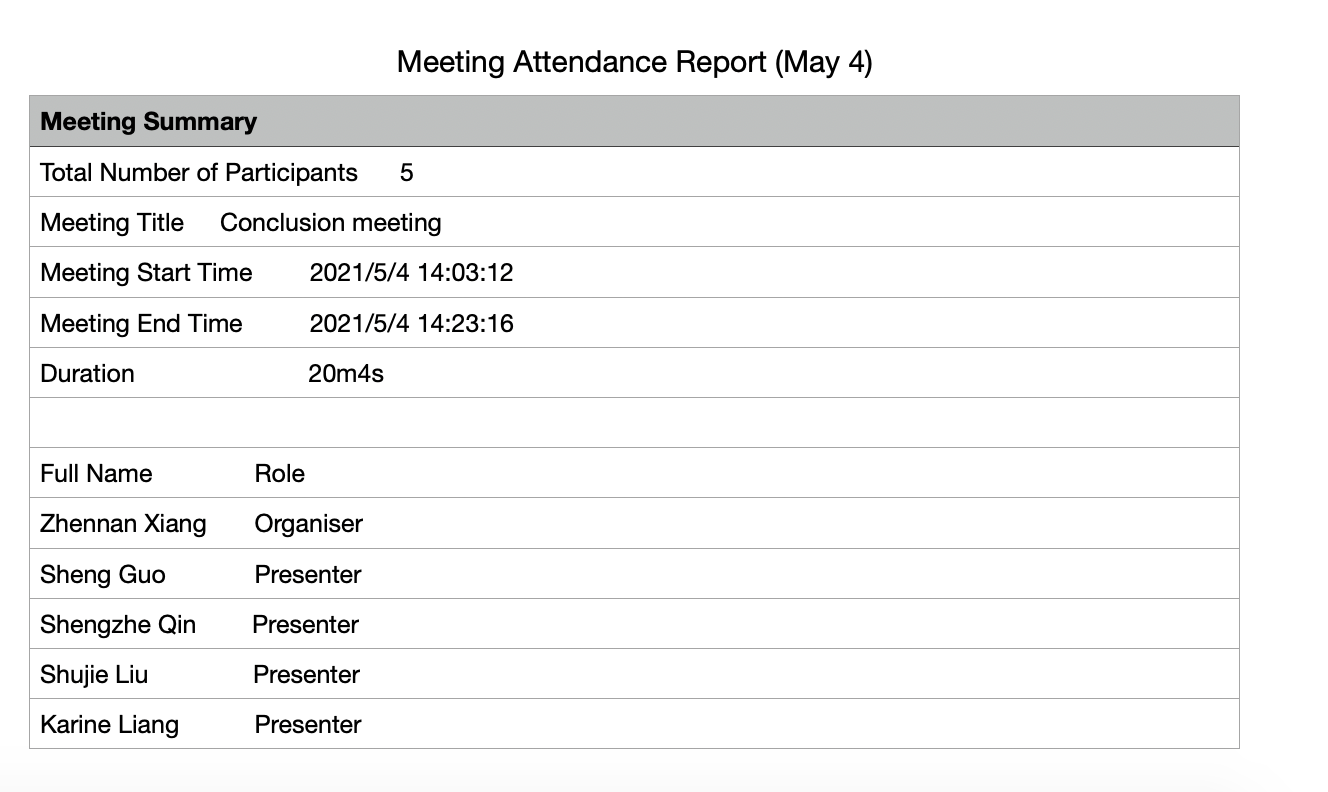 Meeting Attendance Report (May 4)
Meeting Summary
Total Number of Participants 5
Meeting Title Conclusion meeting
Meeting Start Time 2021/5/4 14:03:12
Meeting End Time 2021/5/4 14:23:16
Duration 20m4s
Full Name Role
Zhennan Xiang Organiser
Sheng Guo Presenter
Shengzhe Qin Presenter
Shujie Liu Presenter
Karine Liang Presenter